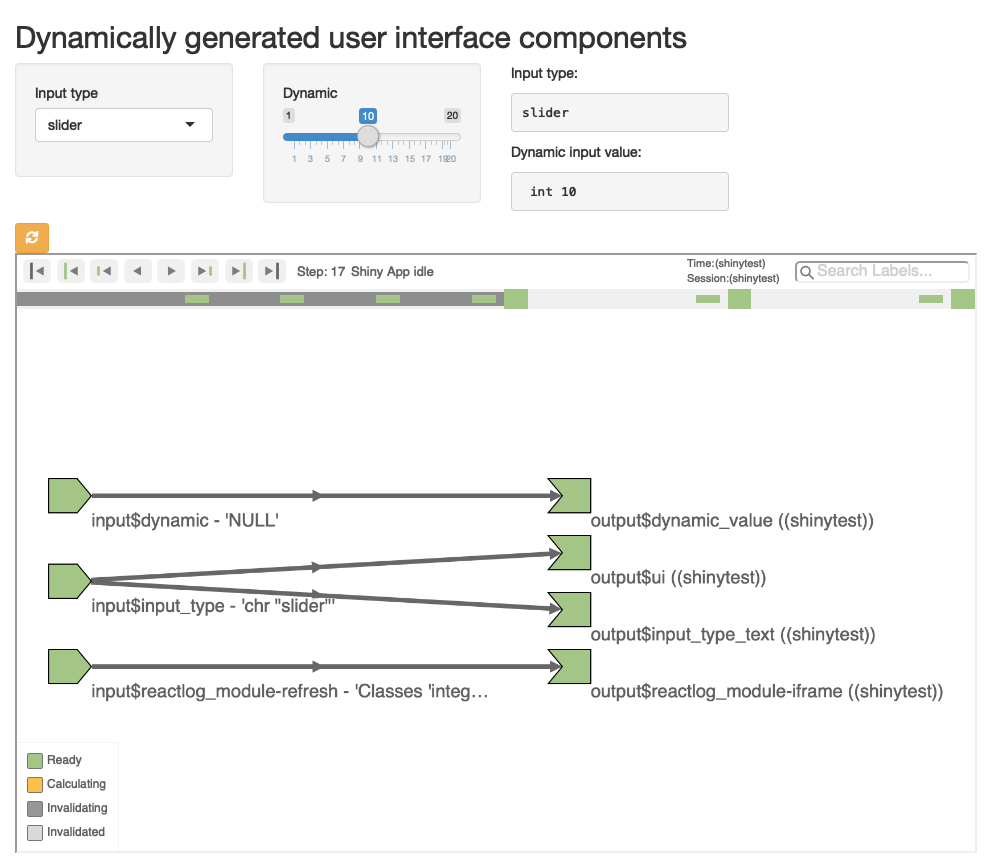 Dynamically generated user interface components
Input type
slider
Dynamic
1 10 20
1 3 5 7 9 11 13 15 17 19 20
Input type:
slider
Dynamic input value:
int 10
Step: 17 Shiny App idle
Time:(shinytest)
Session:(shinytest)
Search Labels...
input$dynamic - 'NULL'
output$dynamic_value ((shinytest))
output$ui ((shinytest))
input$input_type - 'chr "slider"'
output$input_type_text ((shinytest))
input$reactlog_module-refresh - 'Classes 'integ…
output$reactlog_module-iframe ((shinytest))
Ready
Calculating
Invalidating
Invalidated